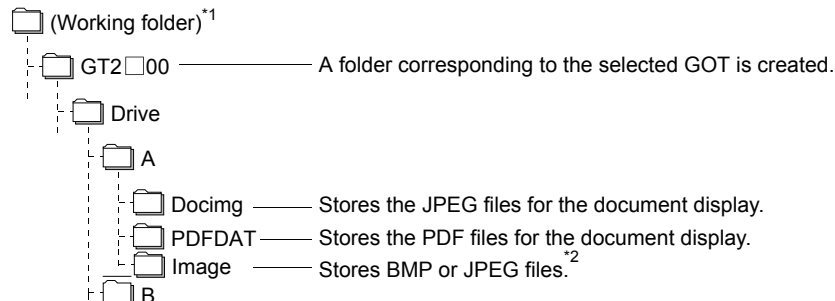 (Working folder)*1
GT2□00 A folder corresponding to the selected GOT is created.
Drive
A
Docimg Stores the JPEG files for the document display.
PDFDAT Stores the PDF files for the document display.
Image Stores BMP or JPEG files.*2
B